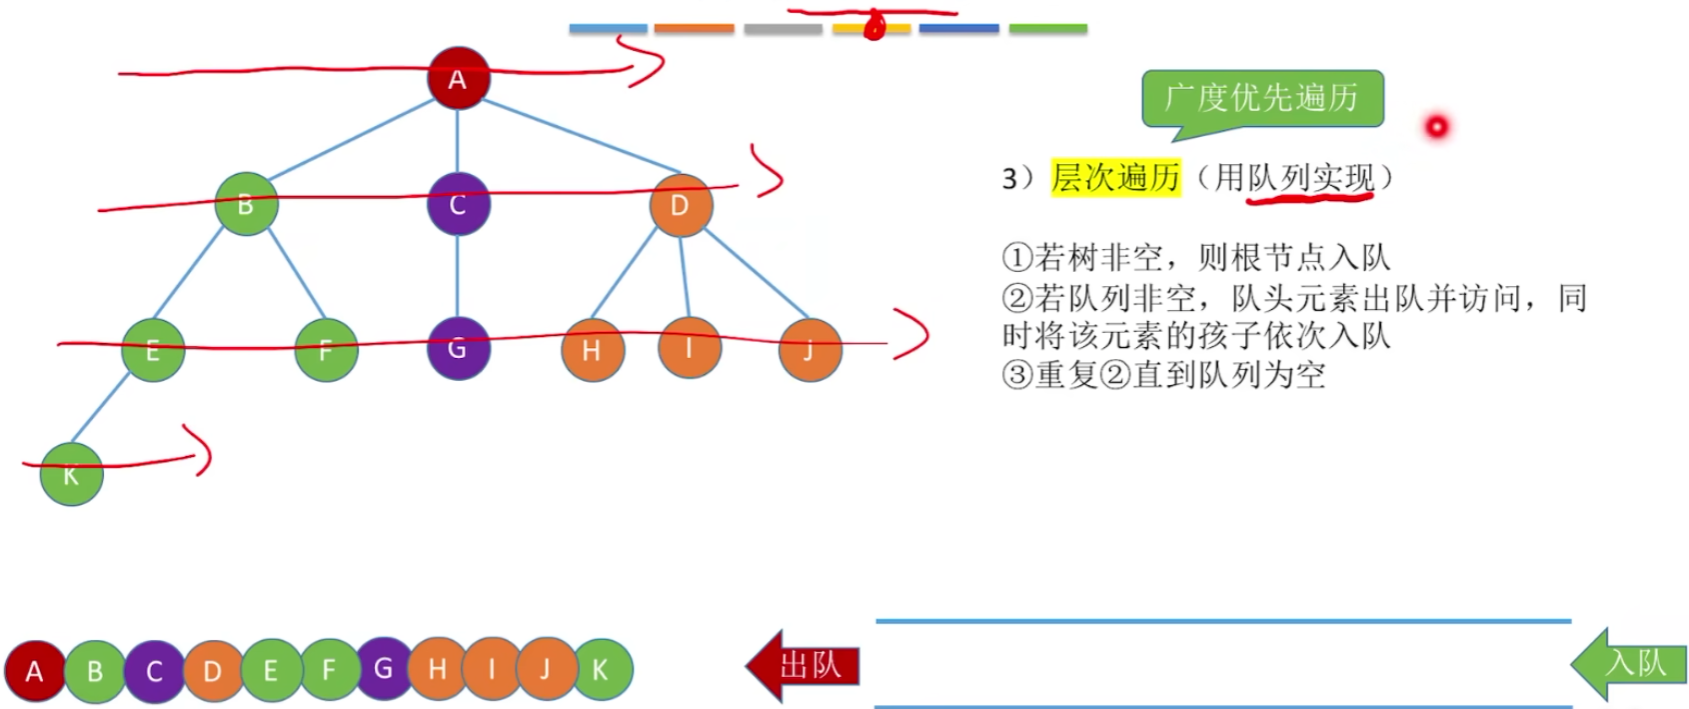 A
广度优先遍历
3）层次遍历（用队列实现）
B C D
①若树非空，则根节点入队
②若队列非空，队头元素出队并访问，同
时将该元素的孩子依次入队
③重复②直到队列为空
E F G H I J
K
A B C D E F G H I J K
出队
入队